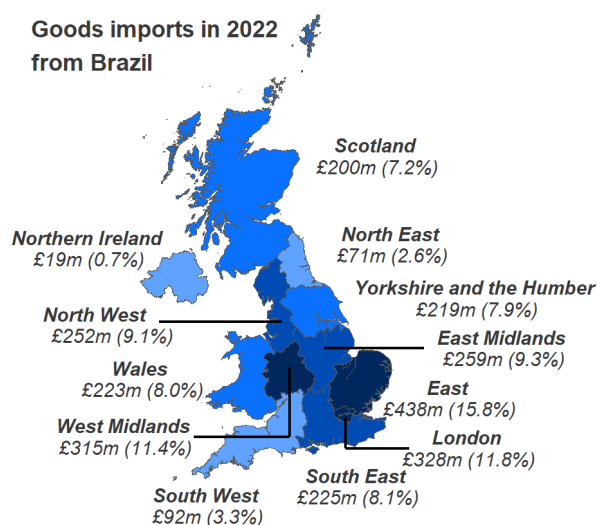 Goods imports in 2022
from Brazil
Scotland
£200m (7.2%)
Northern Ireland
£19m (0.7%)
North East
£71m (2.6%)
Yorkshire and the Humber
£219m (7.9%)
North West
£252m (9.1%)
East Midlands
£259m (9.3%)
Wales
£223m (8.0%)
East
£438m (15.8%)
West Midlands
£315m (11.4%)
London
£328m (11.8%)
South East
£225m (8.1%)
South West
£92m (3.3%)